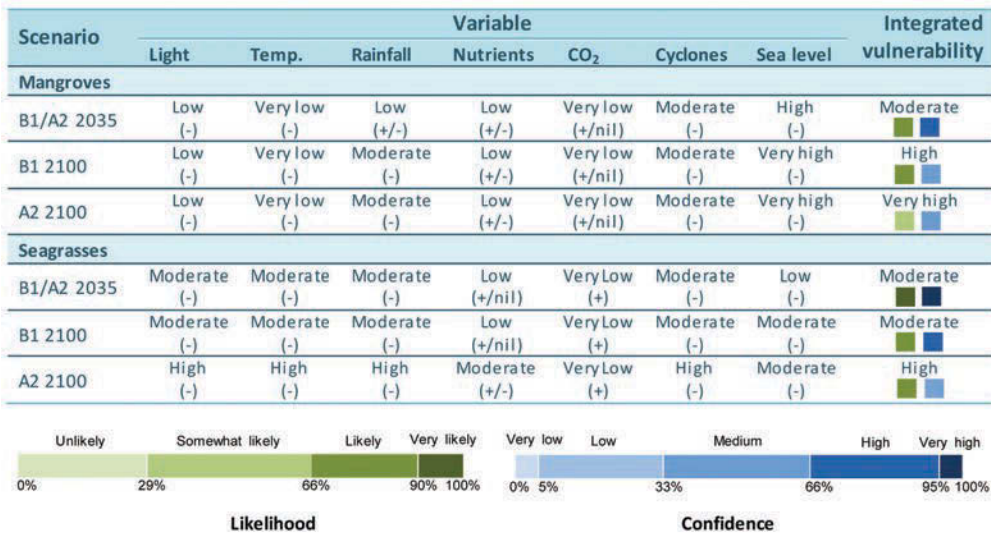 Scenario Variable Integrated vulnerability
Light Temp. Rainfall Nutrients CO₂ Cyclones Sea level
Mangroves
B1/A2 2035 Low (-) Very low (-) Low (+/-) Low (+/-) Very low (+/nil) Moderate (-) High (-) Moderate
B1 2100 Low (-) Very low (-) Moderate (-) Low (+/-) Very low (+/nil) Moderate (-) Very high (-) High
A2 2100 Low (-) Very low (-) Moderate (-) Low (+/-) Very low (+/nil) Moderate (-) Very high (-) Very high
Seagrasses
B1/A2 2035 Moderate (-) Moderate (-) Moderate (-) Low (+/nil) Very Low (+) Moderate (-) Low (-) Moderate
B1 2100 Moderate (-) Moderate (-) Moderate (-) Low (+/nil) Very Low (+) Moderate (-) Moderate (-) Moderate
A2 2100 High (-) High (-) High (-) Moderate (+/-) Very Low (+) High (-) Moderate (-) High
Unlikely Somewhat likely Likely Very likely
0% 29% 66% 90% 100%
Likelihood
Very low Low Medium High Very high
0% 5% 33% 66% 95% 100%
Confidence